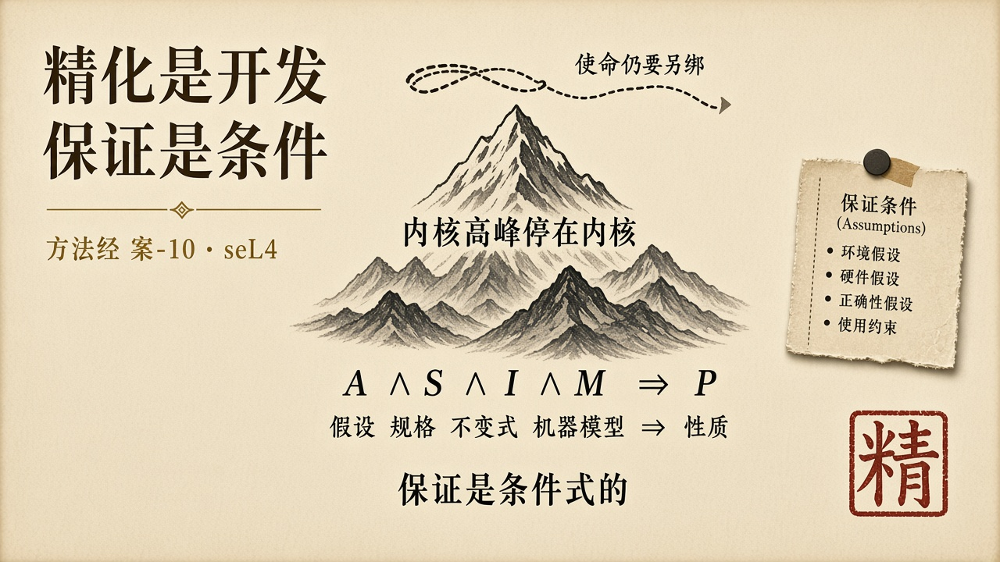 精化是开发
保证是条件
方法经 案-10 · seL4
使命仍要另绑
内核高峰停在内核
A ∧ S ∧ I ∧ M ⇒ P
假设 规格 不变式 机器模型 ⇒ 性质
保证是条件式的
保证条件
(Assumptions)
• 环境假设
• 硬件假设
• 正确性假设
• 使用约束
精